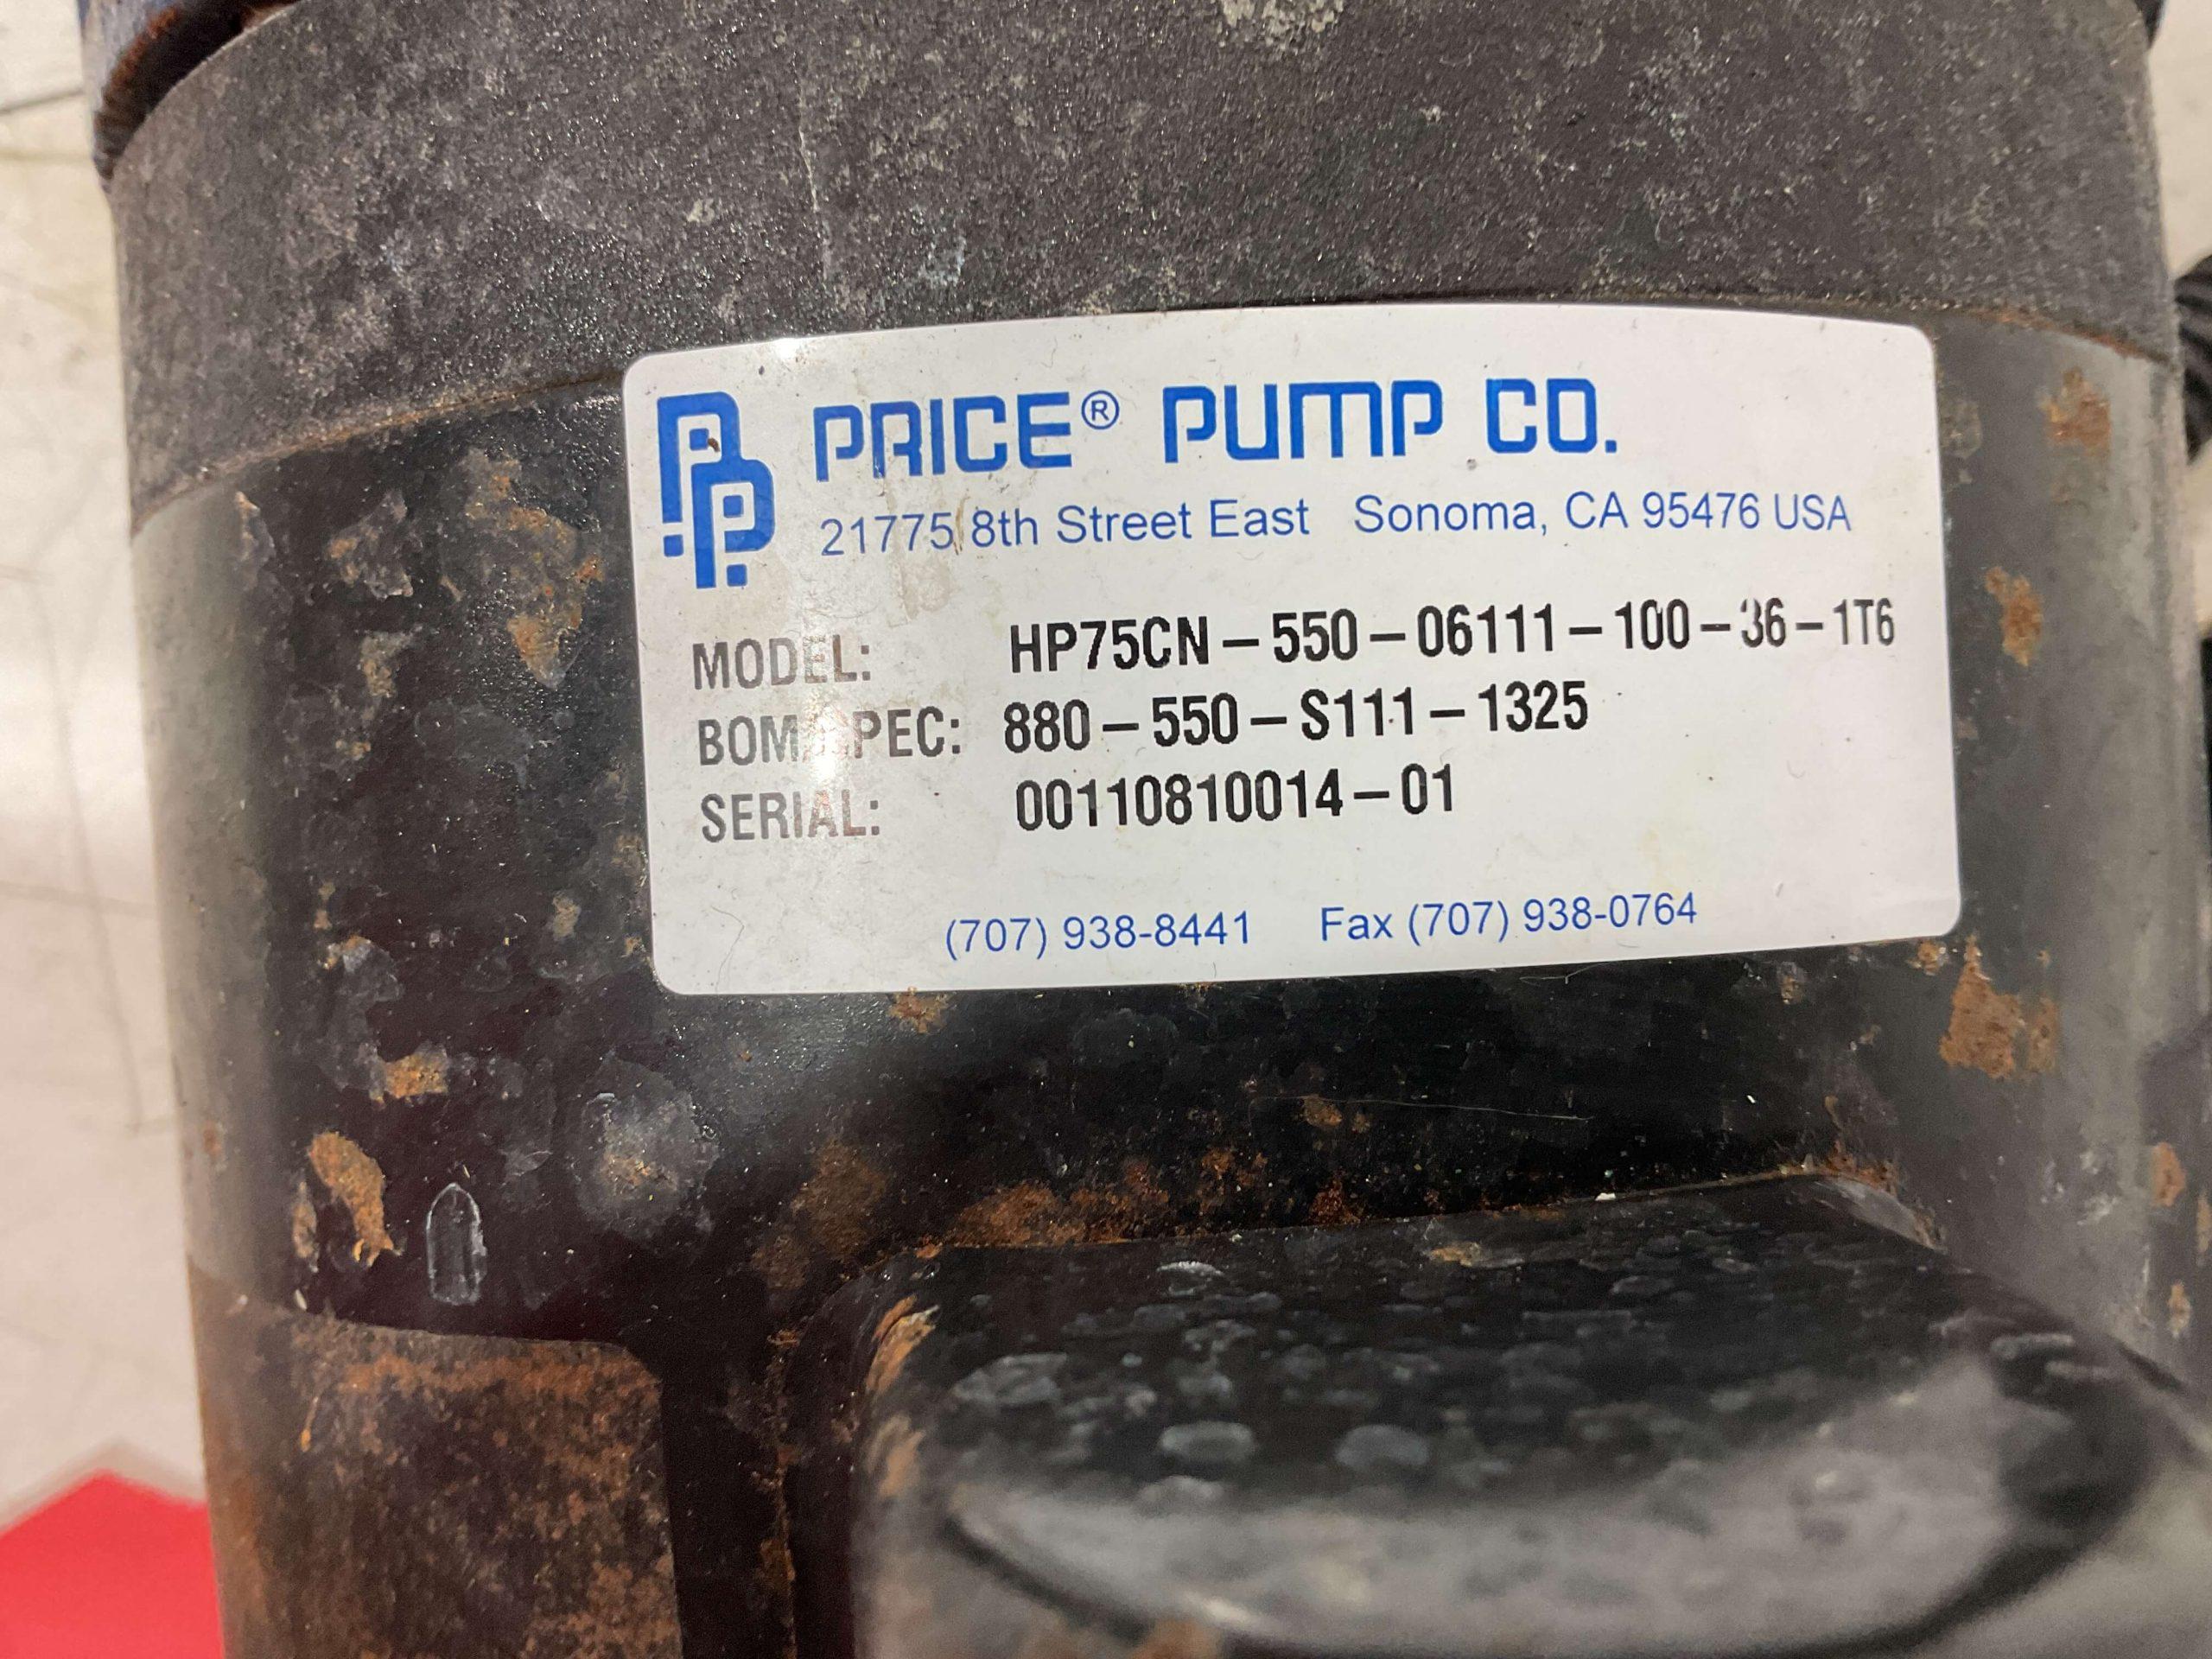 PRICE® PUMP CO.
21775 8th Street East Sonoma, CA 95476 USA
MODEL: HP75CN-550-06111-100-36-1T6
BOM/SPEC: 880-550-S111-1325
SERIAL: 00110810014-01
(707) 938-8441 Fax (707) 938-0764